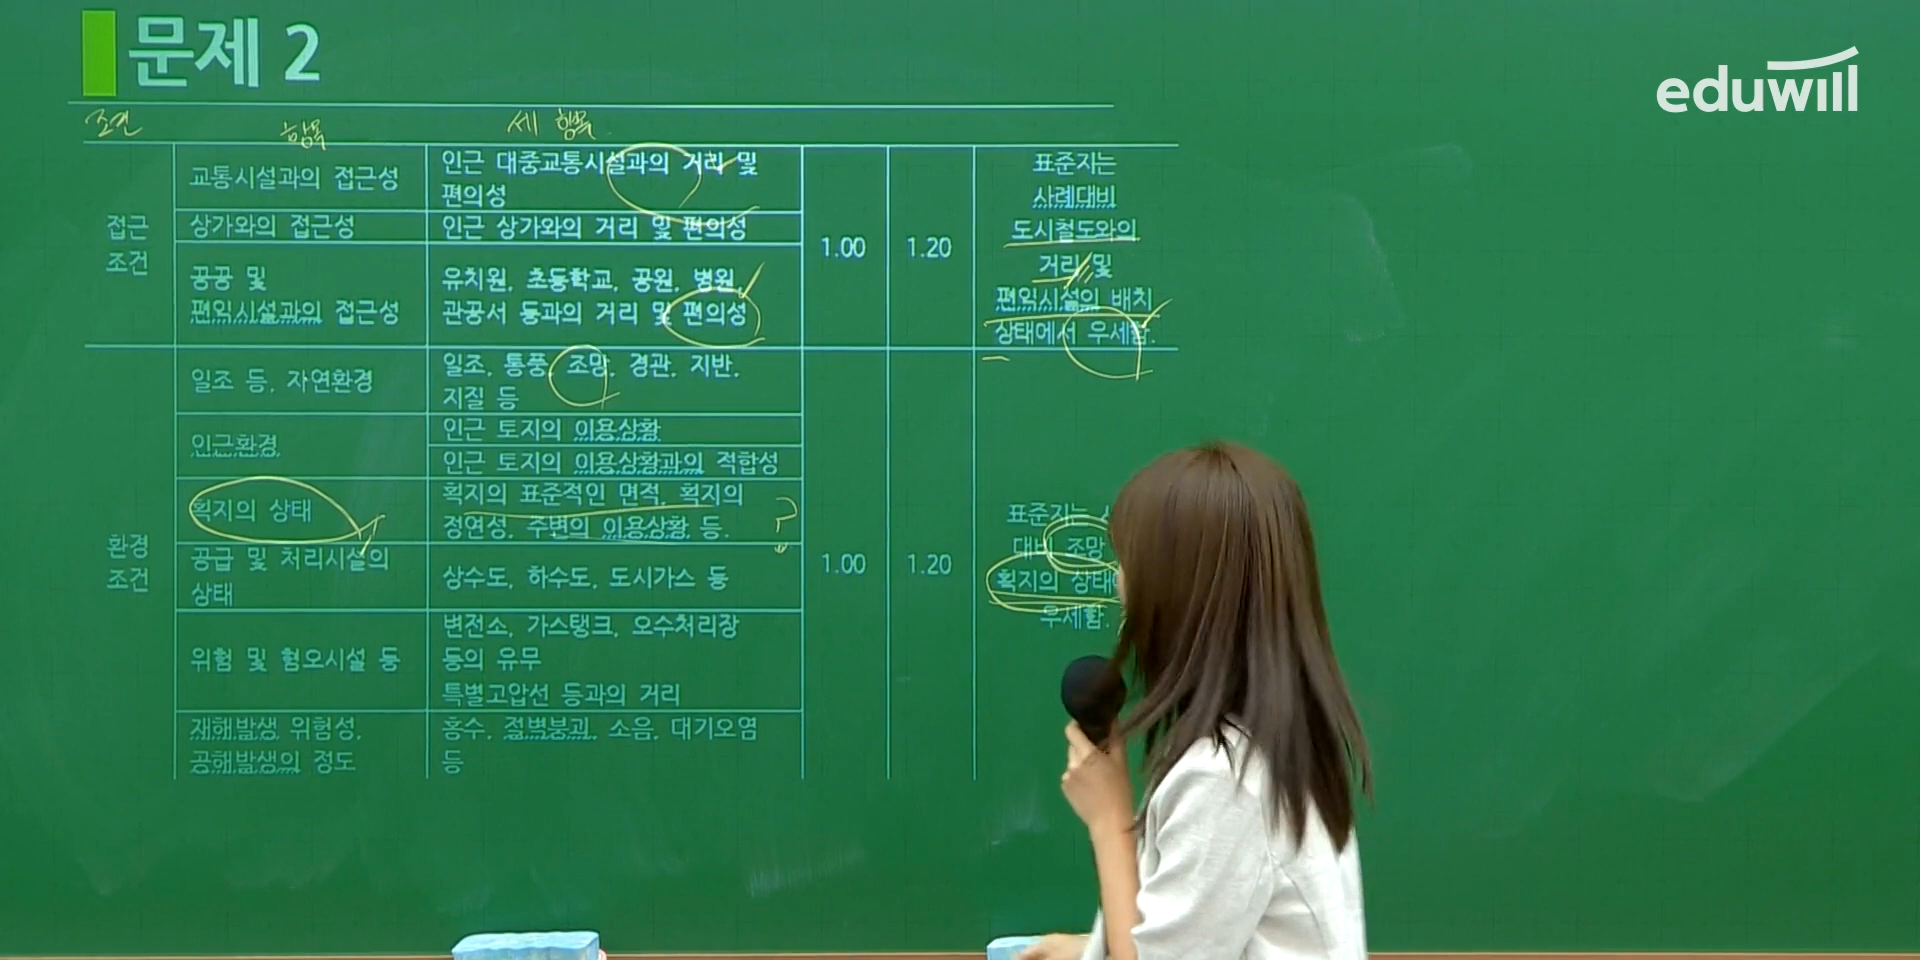 문제 2
eduwill
조건 항목 세 항목
접근
조건
교통시설과의 접근성
인근 대중교통시설과의 거리 및
편의성
상가와의 접근성
인근 상가와의 거리 및 편의성
공공 및
편익시설과의 접근성
유치원, 초등학교, 공원, 병원,
관공서 등과의 거리 및 편의성
1.00
1.20
표준지는
사례대비
도시철도와의
거리 및
편익시설의 배치
상태에서 우세함.
환경
조건
일조 등, 자연환경
일조, 통풍, 조망, 경관, 지반,
지질 등
인근환경
인근 토지의 이용상황
인근 토지의 이용상황과의 적합성
획지의 상태
획지의 표준적인 면적, 획지의
정연성, 주변의 이용상황 등.
?
공급 및 처리시설의
상태
상수도, 하수도, 도시가스 등
위험 및 혐오시설 등
변전소, 가스탱크, 오수처리장
등의 유무
특별고압선 등과의 거리
재해발생 위험성,
공해발생의 정도
홍수, 절벽붕괴, 소음, 대기오염
등
1.00
1.20
표준지는
대비 조망
획지의 상태
우세함.